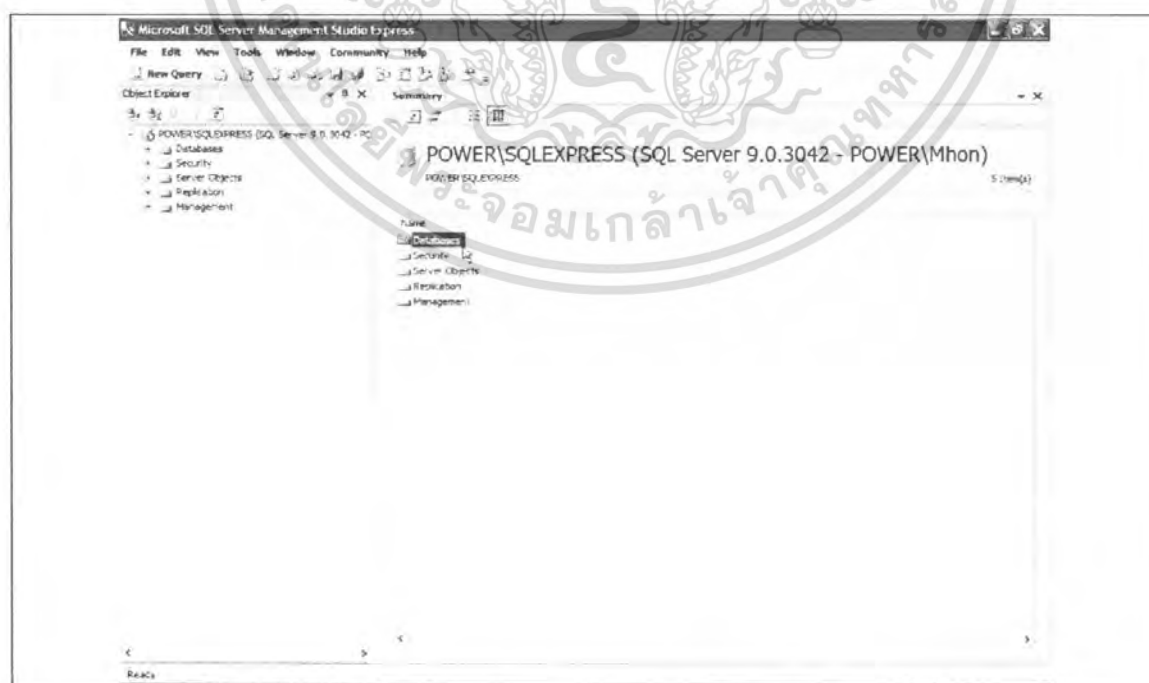 Microsoft SQL Server Management Studio Express
File Edit View Tools Window Community Help
New Query
Object Explorer
POWER\SQLEXPRESS (SQL Server 9.0.3042 - PO
Databases
Security
Server Objects
Replication
Management
Summary
POWER\SQLEXPRESS (SQL Server 9.0.3042 - POWER\Mhon)
POWER\SQLEXPRESS
5 Item(s)
Name
Databases
Security
Server Objects
Replication
Management
Ready